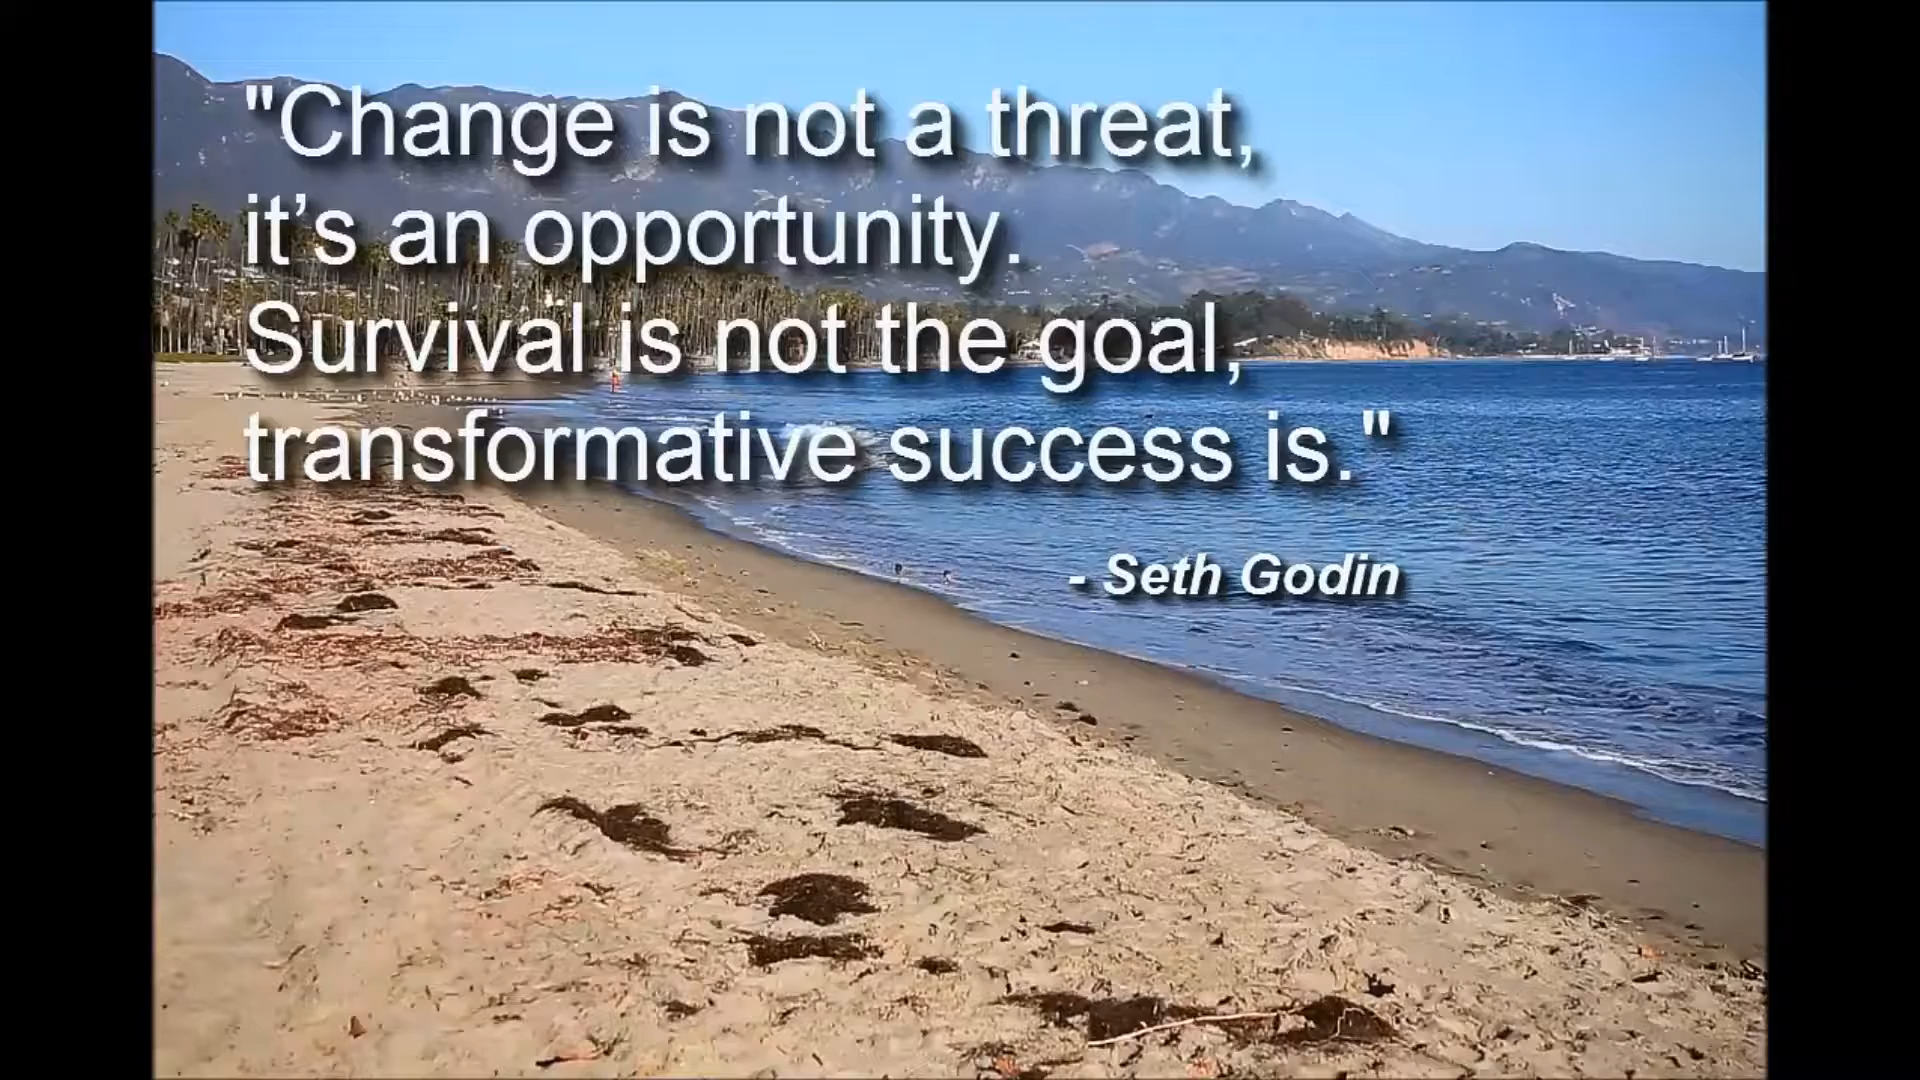 "Change is not a threat,
it’s an opportunity.
Survival is not the goal,
transformative success is."
- Seth Godin